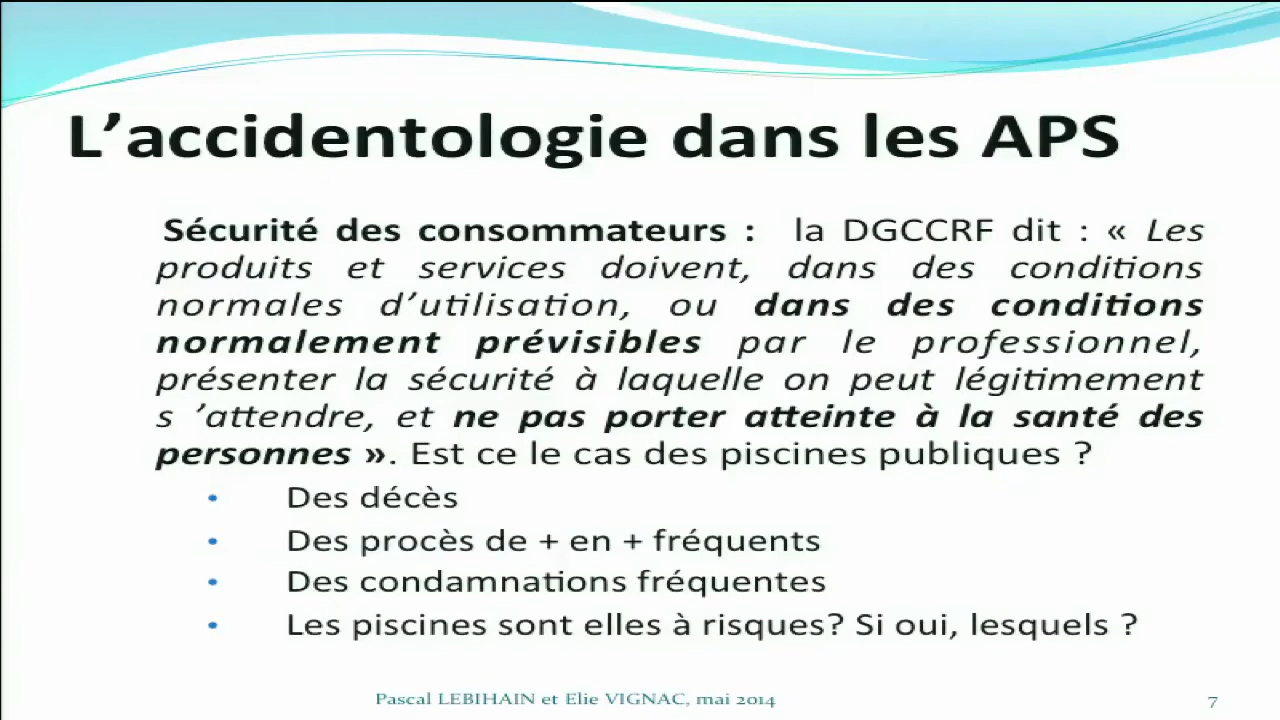 L’accidentologie dans les APS
Sécurité des consommateurs : la DGCCRF dit : « Les
produits et services doivent, dans des conditions
normales d’utilisation, ou dans des conditions
normalement prévisibles par le professionnel,
présenter la sécurité à laquelle on peut légitimement
s ’attendre, et ne pas porter atteinte à la santé des
personnes ». Est ce le cas des piscines publiques ?
• Des décès
• Des procès de + en + fréquents
• Des condamnations fréquentes
• Les piscines sont elles à risques? Si oui, lesquels ?
Pascal LEBIHAIN et Elie VIGNAC, mai 2014
7